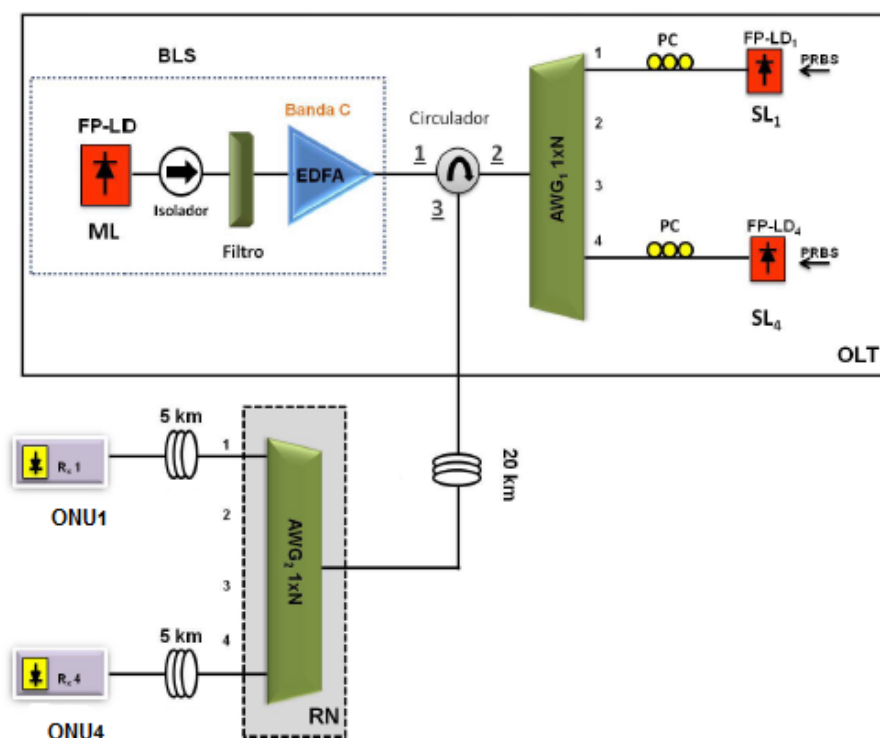 BLS
FP-LD
ML
Isolador
Filtro
Banda C
EDFA
Circulador
1
2
3
AWG₁ 1xN
1
2
3
4
PC
FP-LD₁
PRBS
SL₁
PC
FP-LD₄
PRBS
SL₄
OLT
20 km
5 km
Rₓ 1
ONU1
1
2
3
4
AWG₂ 1xN
5 km
Rₓ 4
ONU4
RN